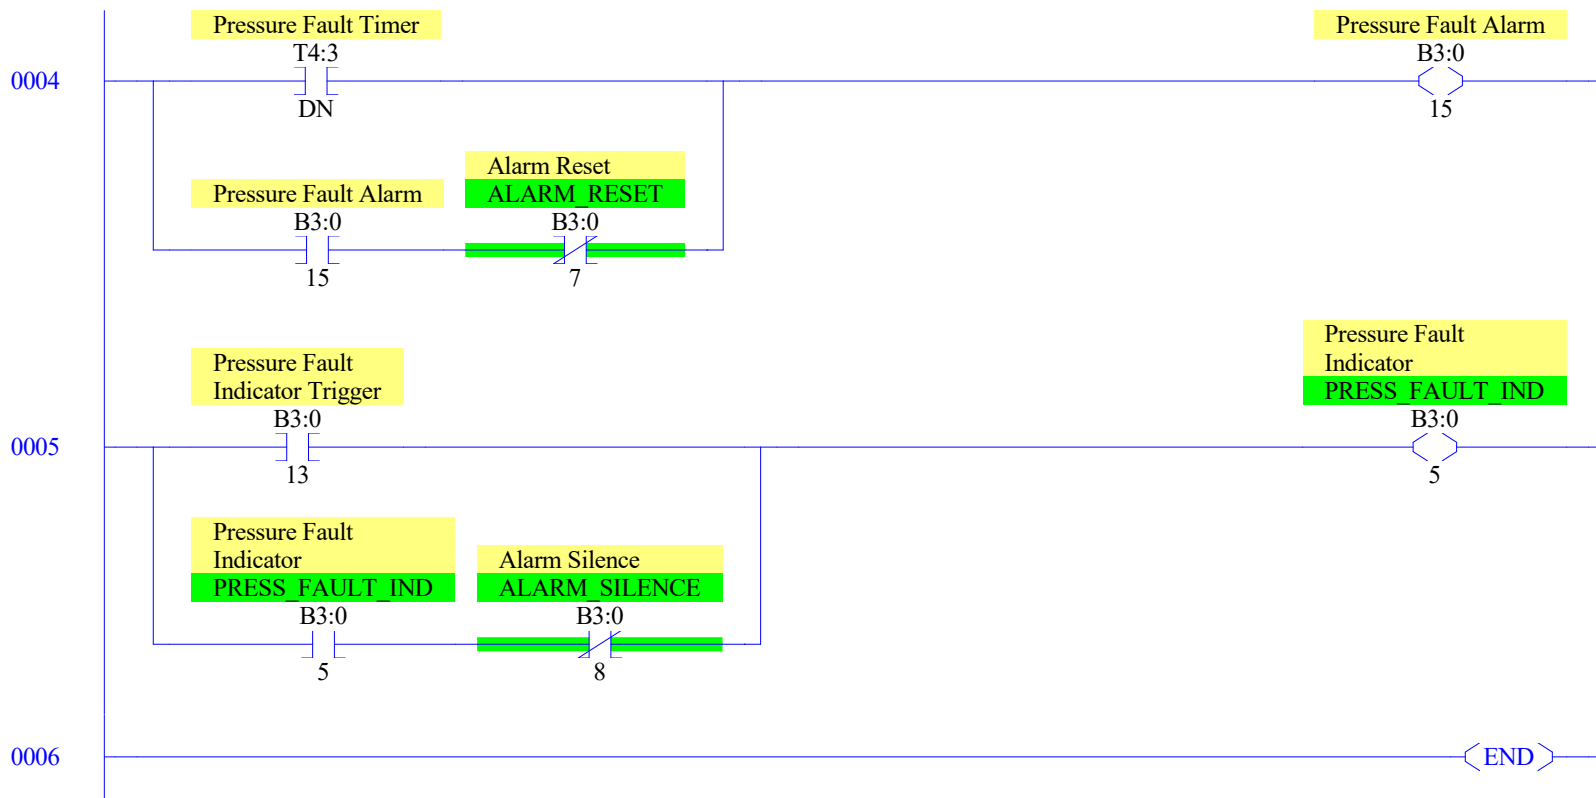 Pressure Fault Timer
T4:3
DN
Pressure Fault Alarm
B3:0
15
0004
Alarm Reset
ALARM_RESET
B3:0
7
Pressure Fault Alarm
B3:0
15
Pressure Fault
Indicator Trigger
B3:0
13
Pressure Fault
Indicator
PRESS_FAULT_IND
B3:0
5
0005
Pressure Fault
Indicator
PRESS_FAULT_IND
B3:0
5
Alarm Silence
ALARM_SILENCE
B3:0
8
0006
END